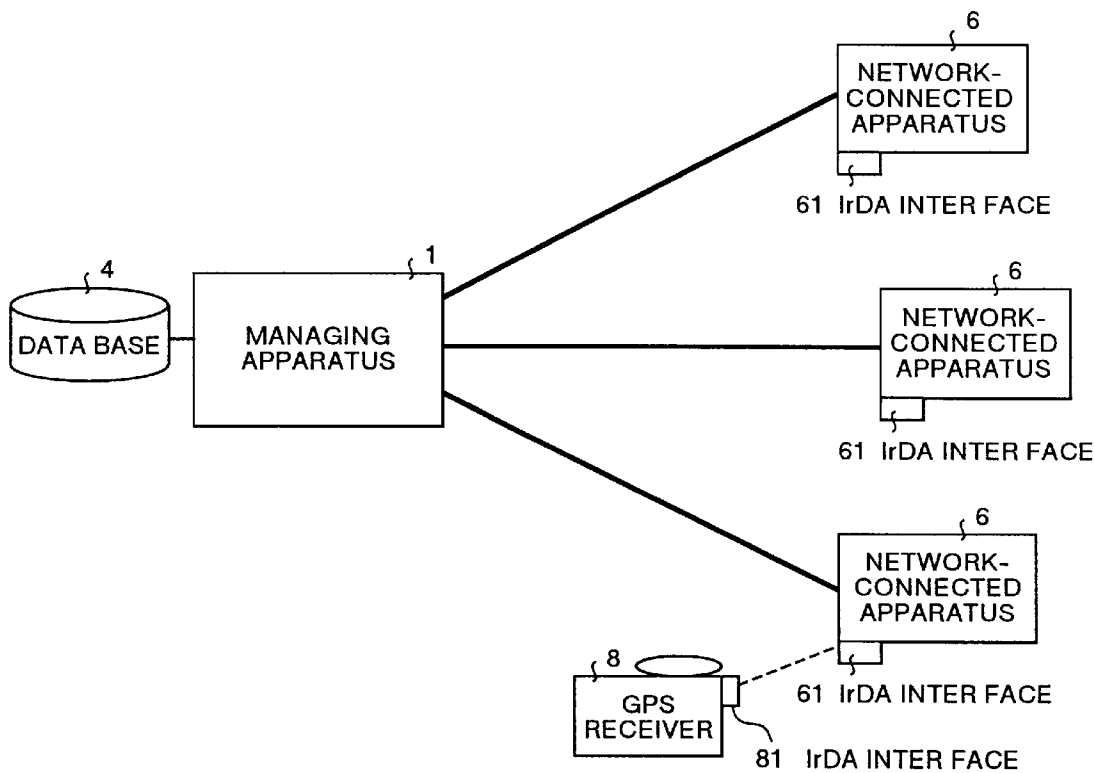 6
NETWORK-
CONNECTED
APPARATUS
61 IrDA INTER FACE
4
DATA BASE
1
MANAGING
APPARATUS
6
NETWORK-
CONNECTED
APPARATUS
61 IrDA INTER FACE
6
NETWORK-
CONNECTED
APPARATUS
61 IrDA INTER FACE
8
GPS
RECEIVER
81 IrDA INTER FACE